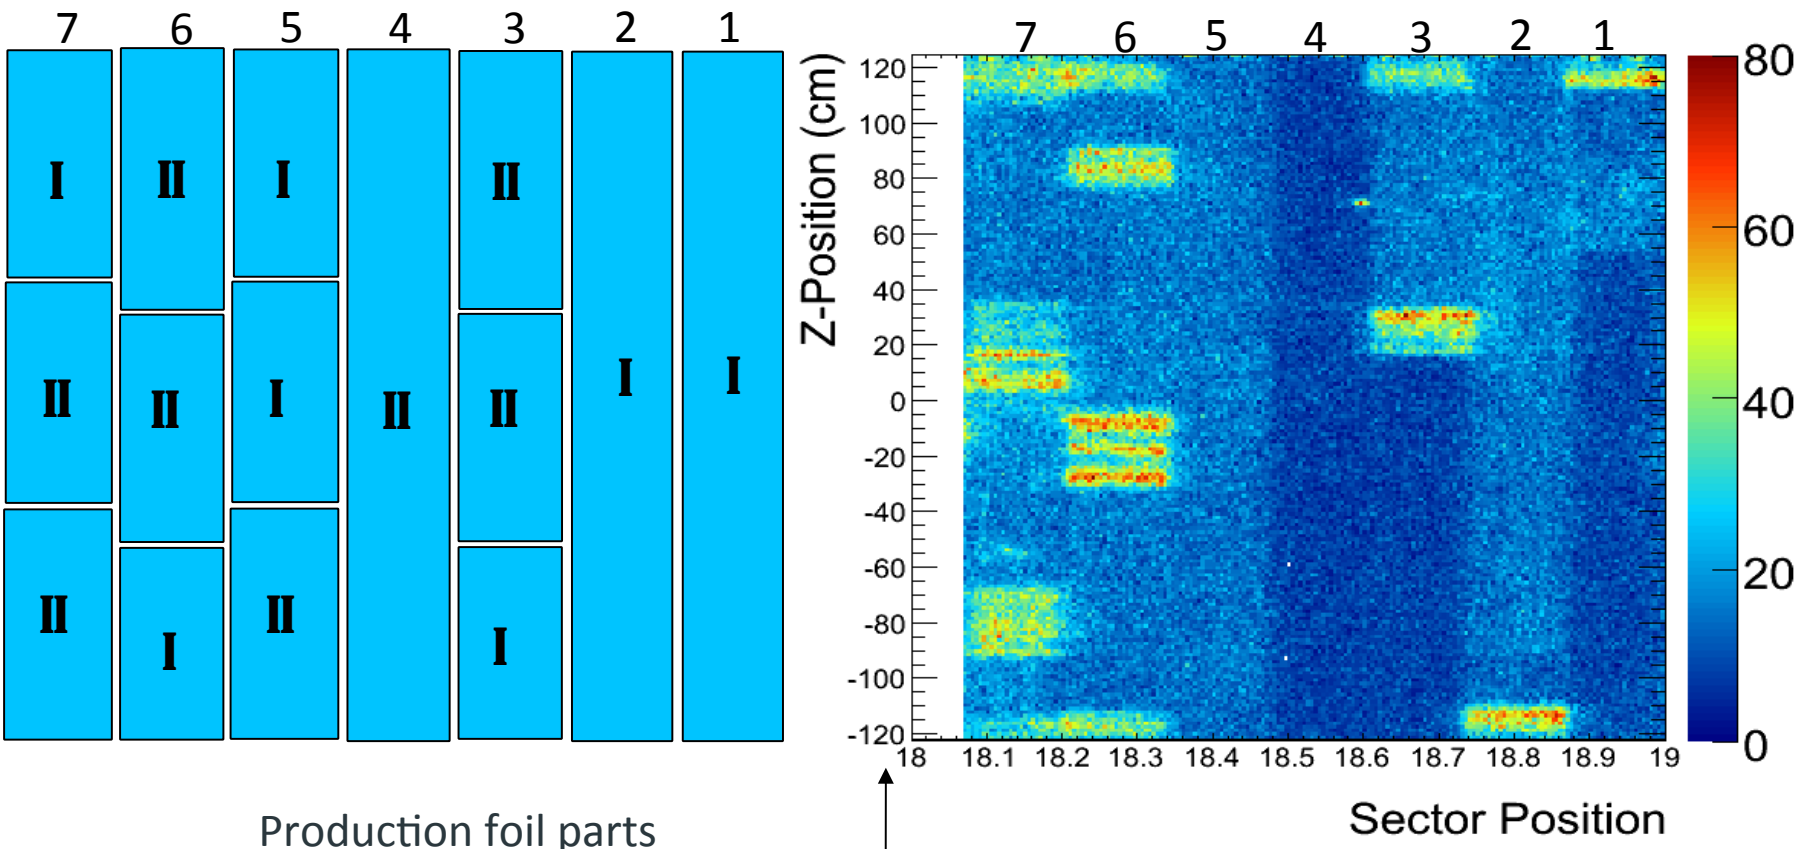 7 6 5 4 3 2 1
I II I II
II II I II II I I
II I II I
Production foil parts
7 6 5 4 3 2 1
Z-Position (cm)
120
100
80
60
40
20
0
-20
-40
-60
-80
-100
-120
18 18.1 18.2 18.3 18.4 18.5 18.6 18.7 18.8 18.9 19
Sector Position
80
60
40
20
0